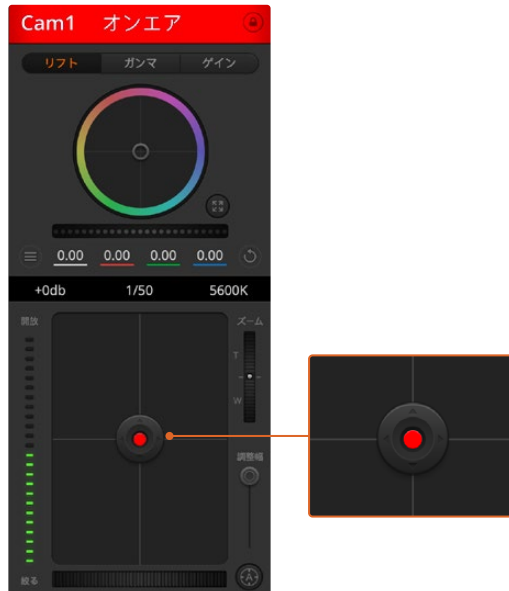 Cam1 オンエア
リフト ガンマ ゲイン
0.00 0.00 0.00 0.00
+0db 1/50 5600K
開放 ズーム
T
W
調整幅
絞る A